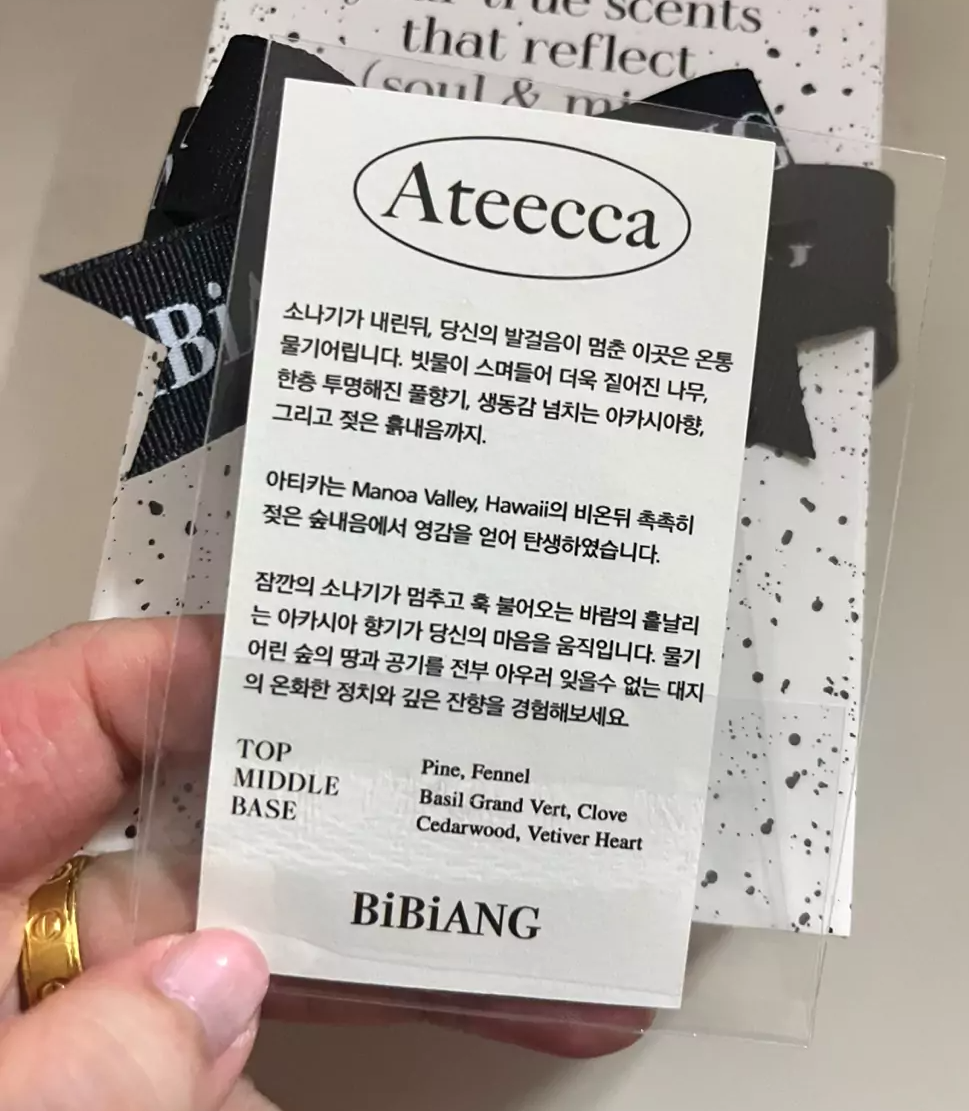 true scents
that reflect
(soul &
Ateecca
소나기가 내린뒤, 당신의 발걸음이 멈춘 이곳은 온통
물기어립니다. 빗물이 스며들어 더욱 짙어진 나무,
한층 투명해진 풀향기, 생동감 넘치는 아카시아향,
그리고 젖은 흙내음까지.
아티카는 Manoa Valley, Hawaii의 비온뒤 촉촉히
젖은 숲내음에서 영감을 얻어 탄생하였습니다.
잠깐의 소나기가 멈추고 훅 불어오는 바람의 흩날리
는 아카시아 향기가 당신의 마음을 움직입니다. 물기
어린 숲의 땅과 공기를 전부 아우러 잊을수 없는 대지
의 온화한 정치와 깊은 잔향을 경험해보세요.
TOP Pine, Fennel
MIDDLE Basil Grand Vert, Clove
BASE Cedarwood, Vetiver Heart
BiBiANG